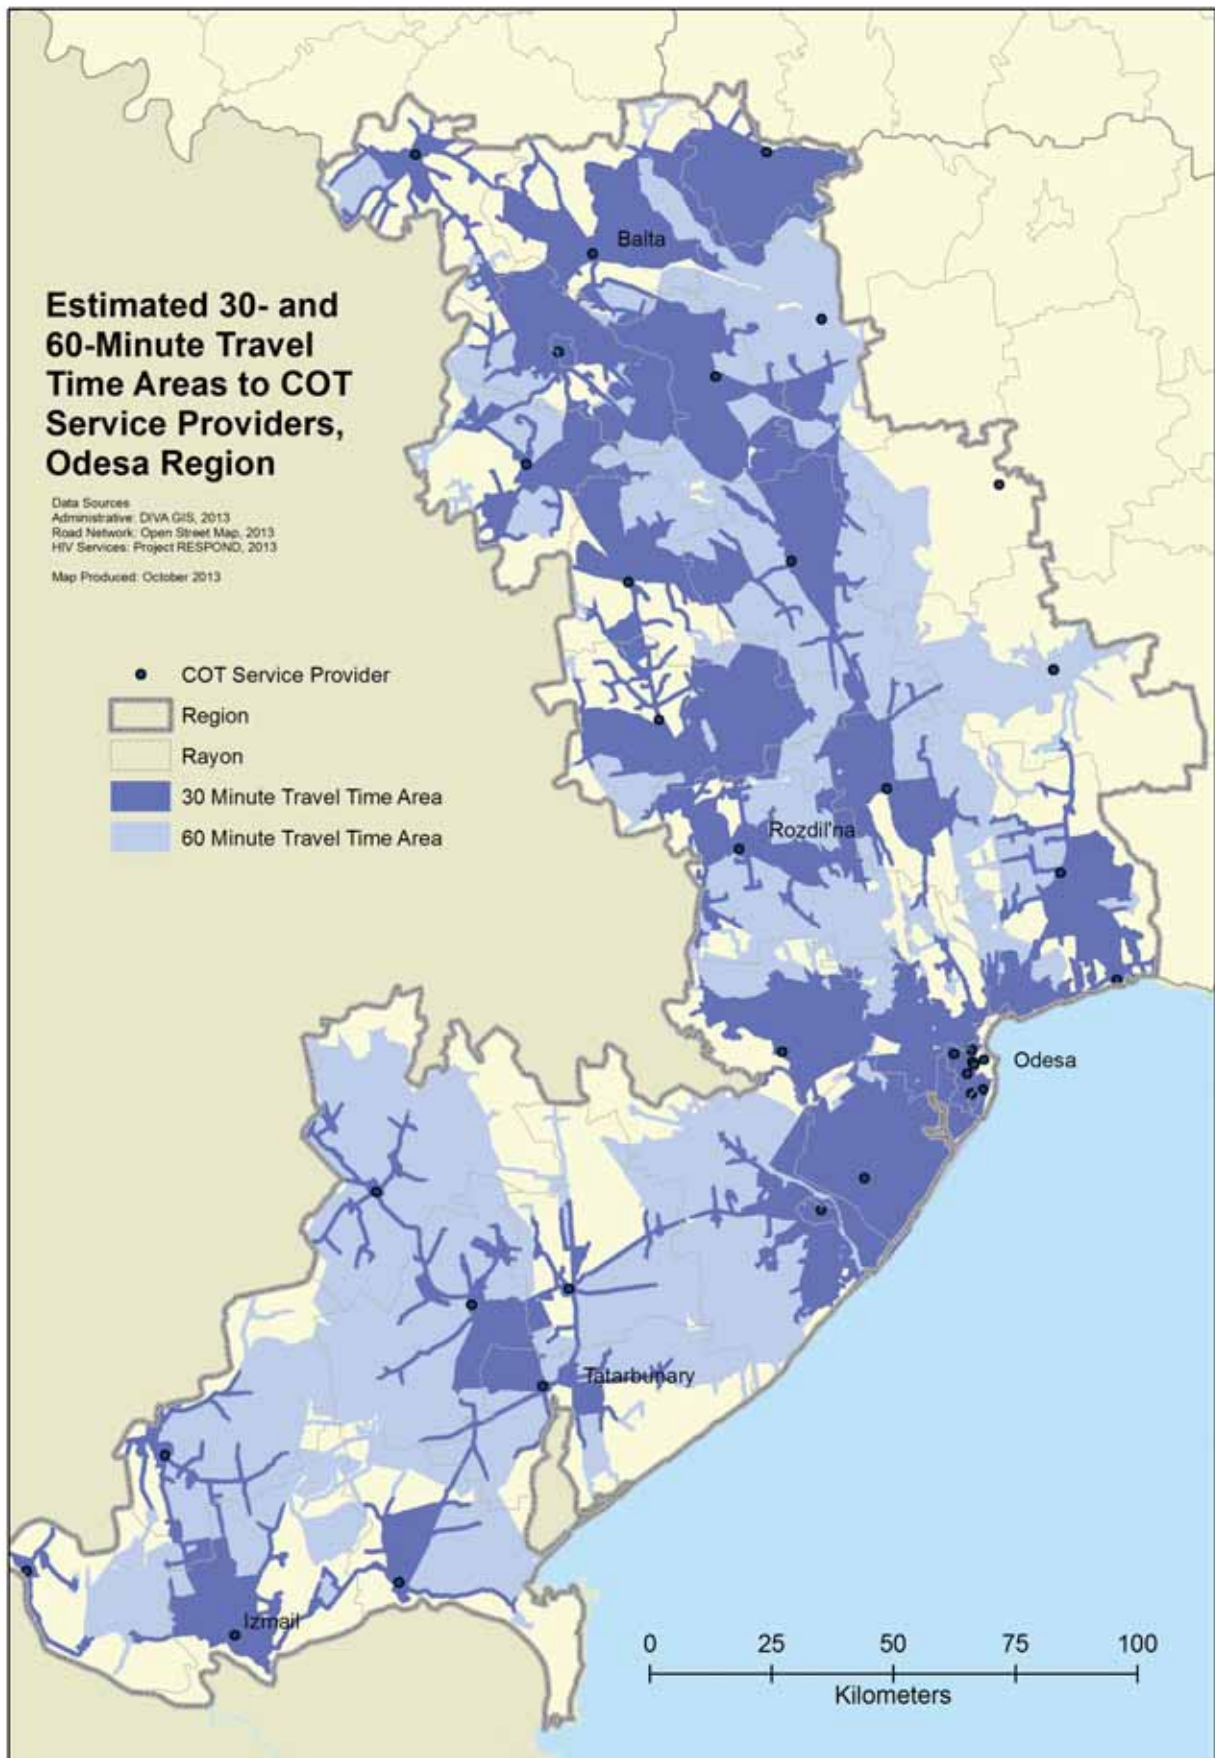 Estimated 30- and
60-Minute Travel
Time Areas to COT
Service Providers,
Odesa Region
Data Sources
Administrative: DIVA GIS, 2013
Road Network: Open Street Map, 2013
HIV Services: Project RESPOND, 2013
Map Produced: October 2013
COT Service Provider
Region
Rayon
30 Minute Travel Time Area
60 Minute Travel Time Area
Balta
Rozdil'na
Odesa
Tatarbunary
Izmail
0 25 50 75 100
Kilometers